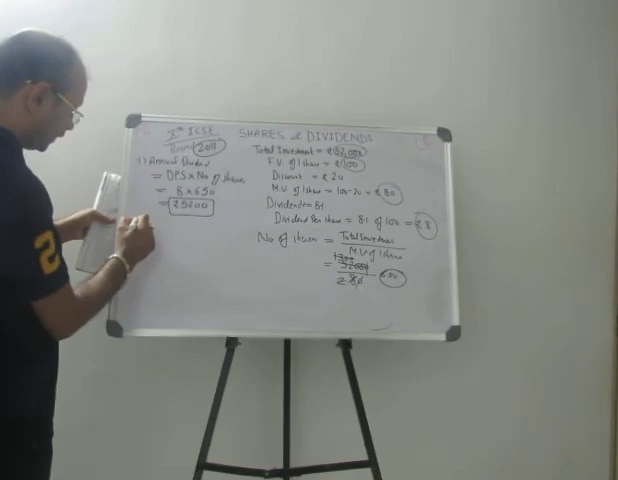 Xth ICSE
Board 2011
SHARES & DIVIDENDS
1) Annual Dividend
= DPS x No of shares
= 8 x 650
= ₹5200
Total Investment = ₹52,000
F.V of 1 share = ₹100
Discount = ₹20
M.V of 1 share = 100-20 = ₹80
Dividend = 8%
Dividend Per share = 8% of 100 = ₹8
No of shares = Total Investment
M.V of 1 share
= 52000
80
650
2